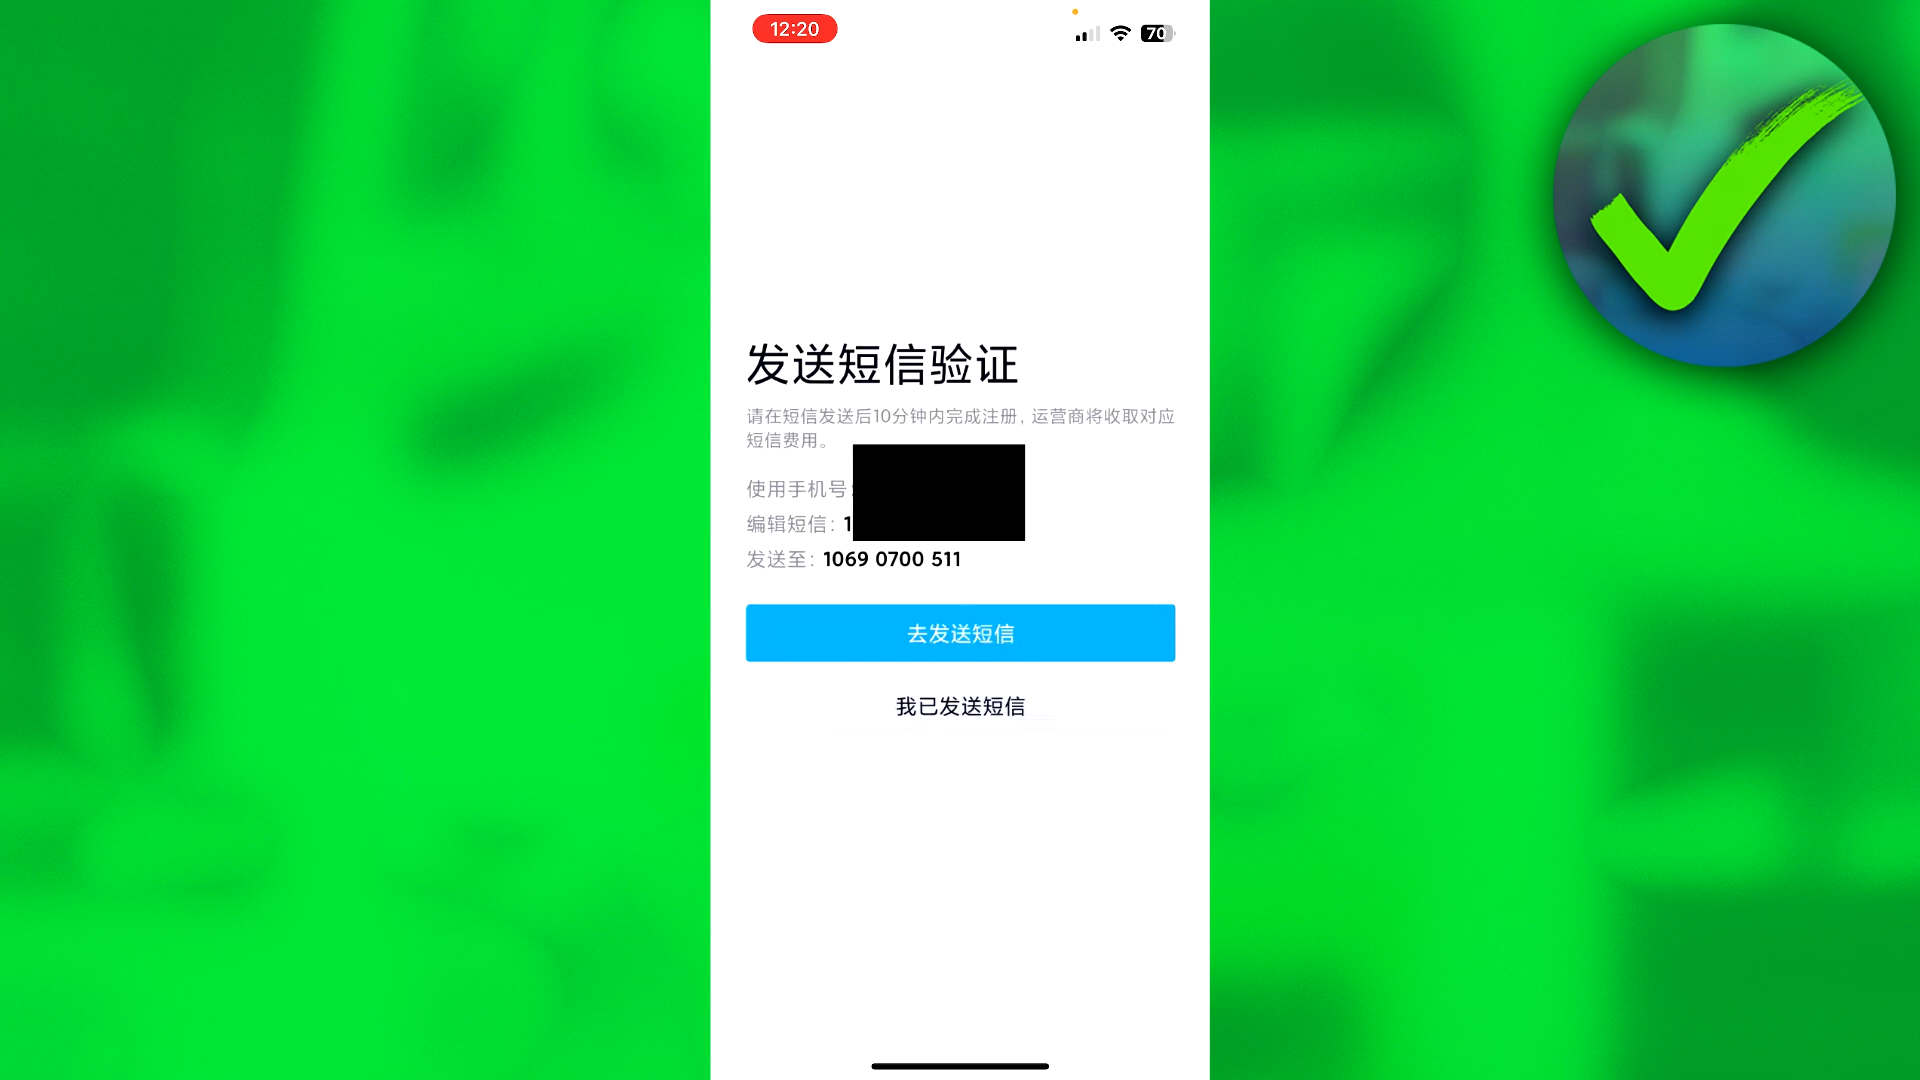 12:20
70
发送短信验证
请在短信发送后10分钟内完成注册，运营商将收取对应
短信费用。
使用手机号:
编辑短信: 1
发送至: 1069 0700 511
去发送短信
我已发送短信